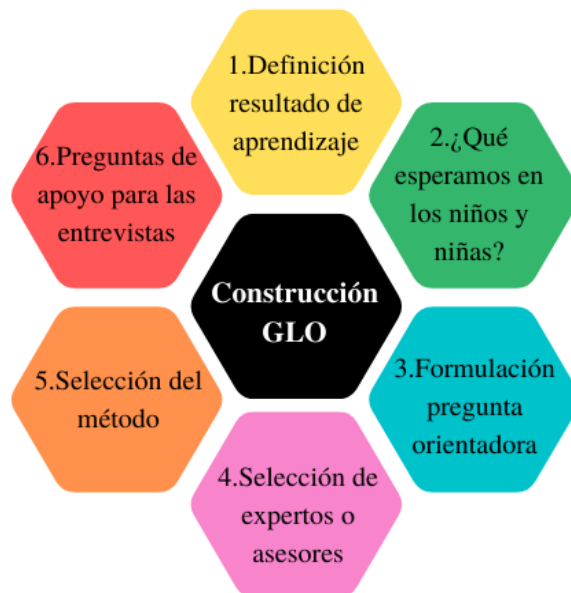 1.Definición
resultado de
aprendizaje
2.¿Qué
esperamos en
los niños y
niñas?
3.Formulación
pregunta
orientadora
4.Selección de
expertos o
asesores
5.Selección del
método
6.Preguntas de
apoyo para las
entrevistas
Construcción
GLO